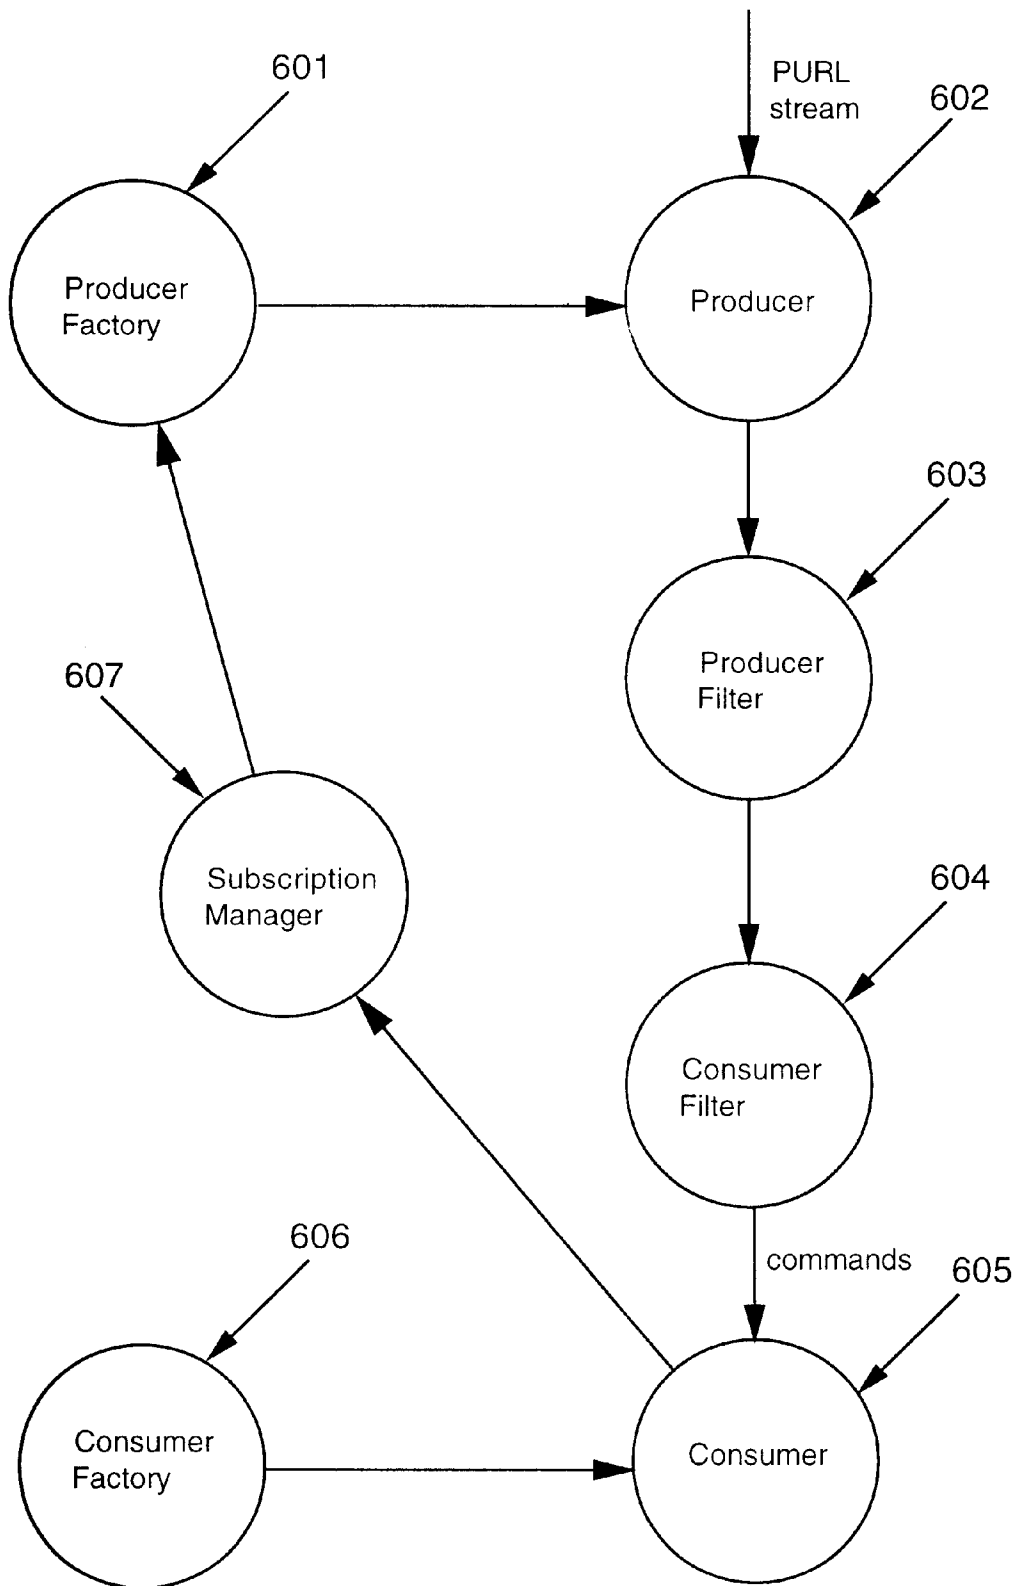 601
PURL
stream
602
Producer
Factory
Producer
603
Producer
Filter
607
Subscription
Manager
604
Consumer
Filter
606
commands
605
Consumer
Factory
Consumer